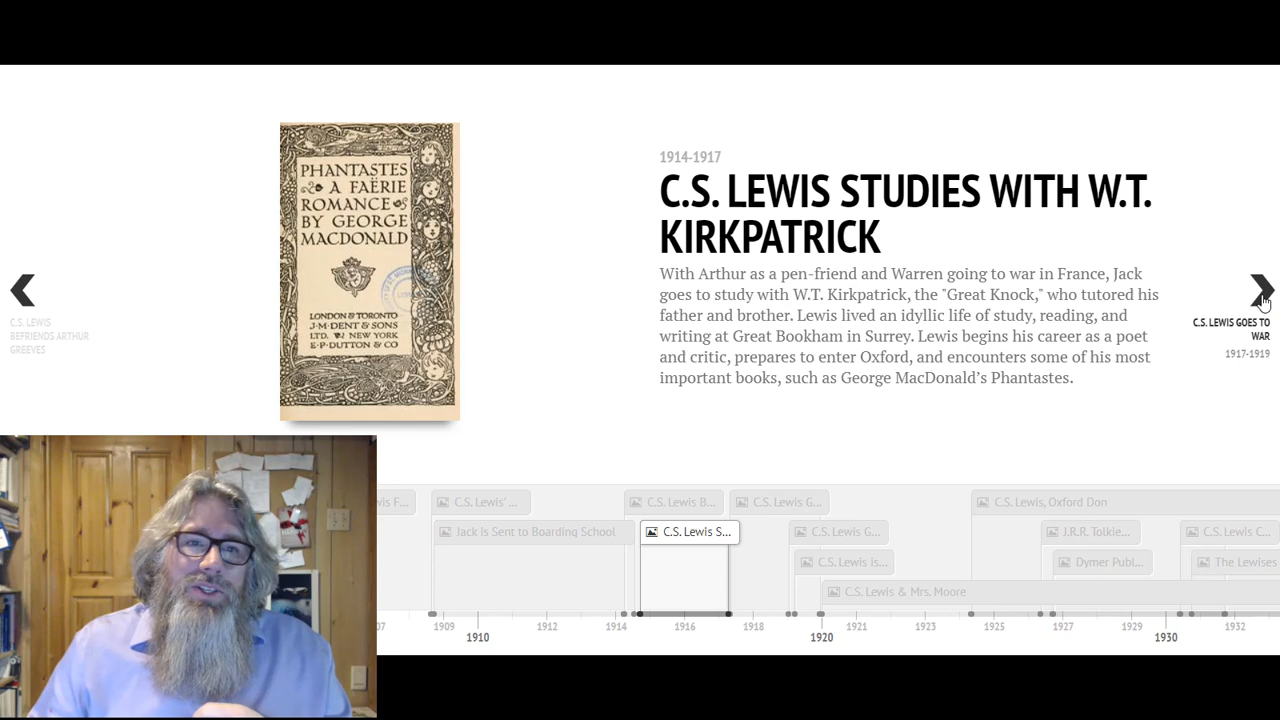 PHANTASTES
A FAËRIE
ROMANCE
BY GEORGE
MACDONALD
LONDON & TORONTO
J·M·DENT & SONS
LTD. NEW YORK
E·P·DUTTON & CO
1914-1917
C.S. LEWIS STUDIES WITH W.T.
KIRKPATRICK
With Arthur as a pen-friend and Warren going to war in France, Jack
goes to study with W.T. Kirkpatrick, the "Great Knock," who tutored his
father and brother. Lewis lived an idyllic life of study, reading, and
writing at Great Bookham in Surrey. Lewis begins his career as a poet
and critic, prepares to enter Oxford, and encounters some of his most
important books, such as George MacDonald’s Phantastes.
C.S. LEWIS
BEFRIENDS ARTHUR
GREEVES
C.S. LEWIS GOES TO
WAR
1917-1919
is F...
C.S. Lewis' ...
C.S. Lewis B...
C.S. Lewis G...
C.S. Lewis, Oxford Don
Jack is Sent to Boarding School
C.S. Lewis S...
C.S. Lewis G...
J.R.R. Tolkie...
C.S. Lewis C...
C.S. Lewis is...
Dymer Publ...
The Lewises
C.S. Lewis & Mrs. Moore
07 1909 1912 1914 1916 1918 1921 1923 1925 1927 1929 1932
1910 1920 1930